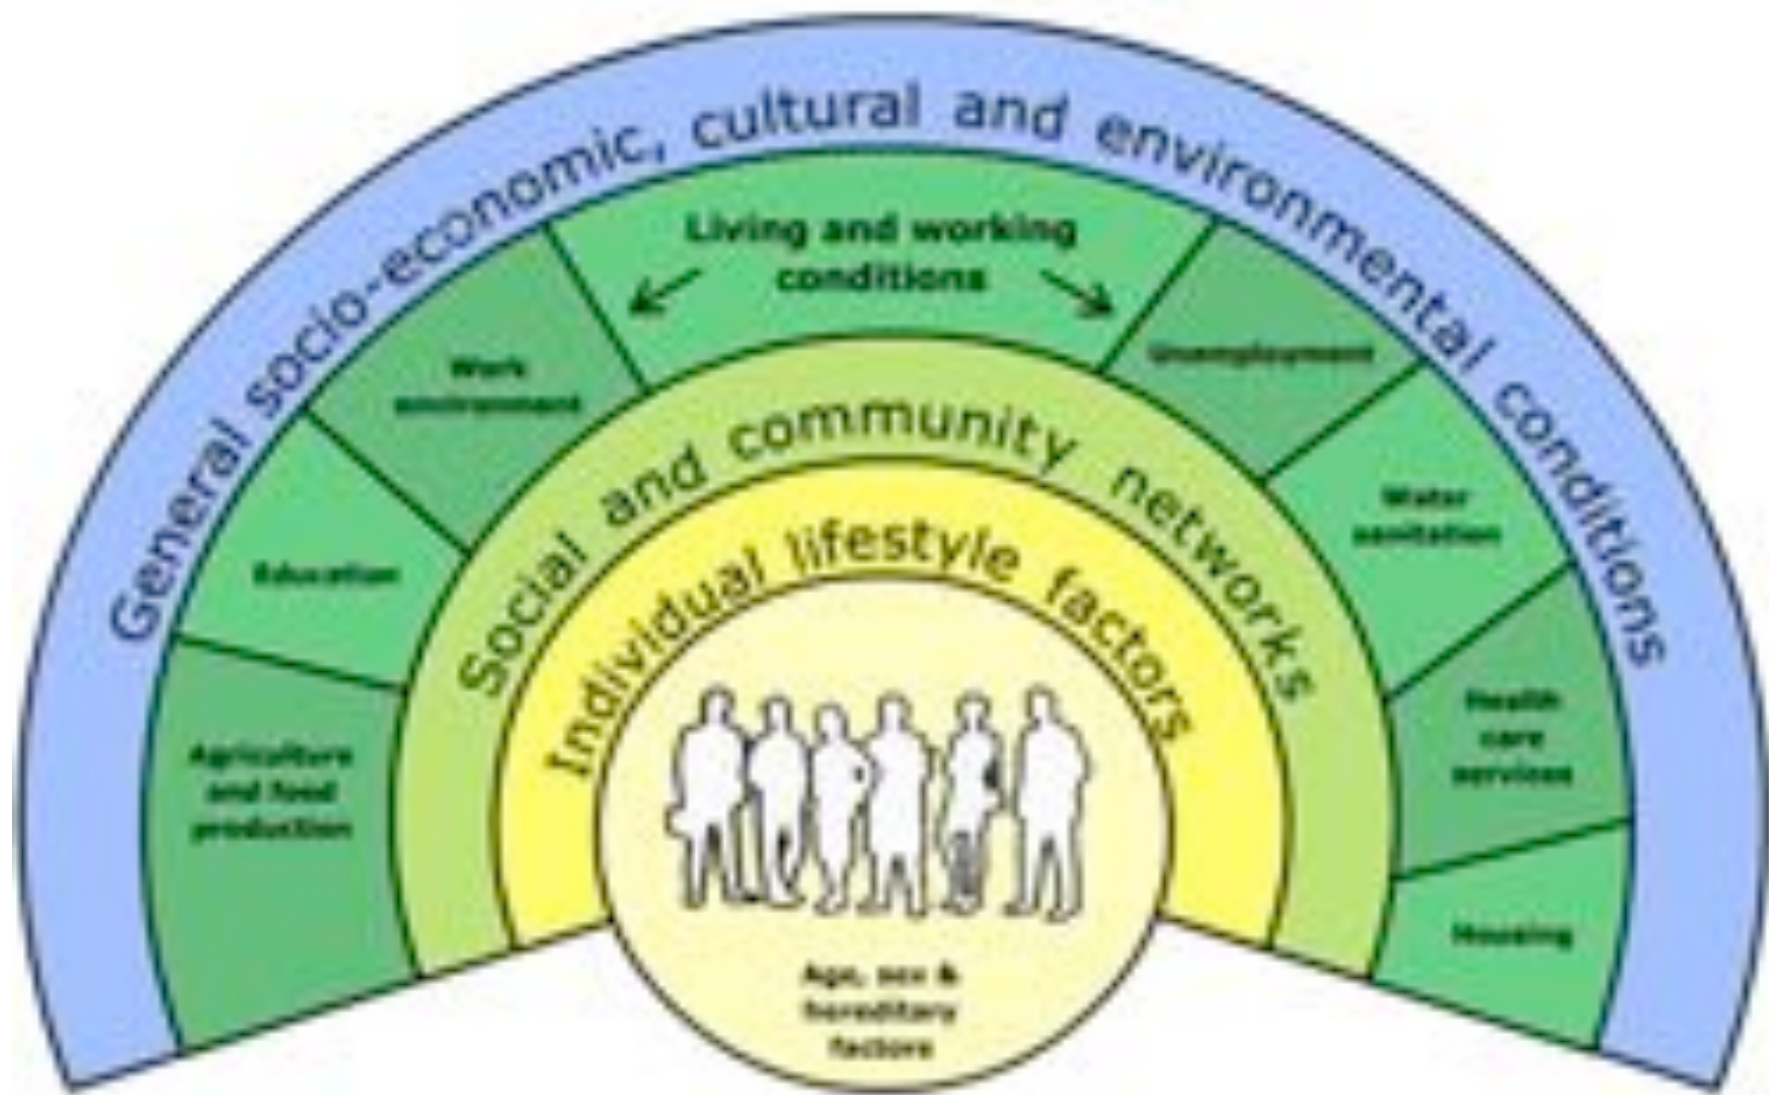 General socio-economic, cultural and environmental conditions
Living and working
conditions
Work
environment
Unemployment
Education
Water
sanitation
Agriculture
and food
production
Health
care
services
Housing
Social and community networks
Individual lifestyle factors
Age, sex &
hereditary
factors